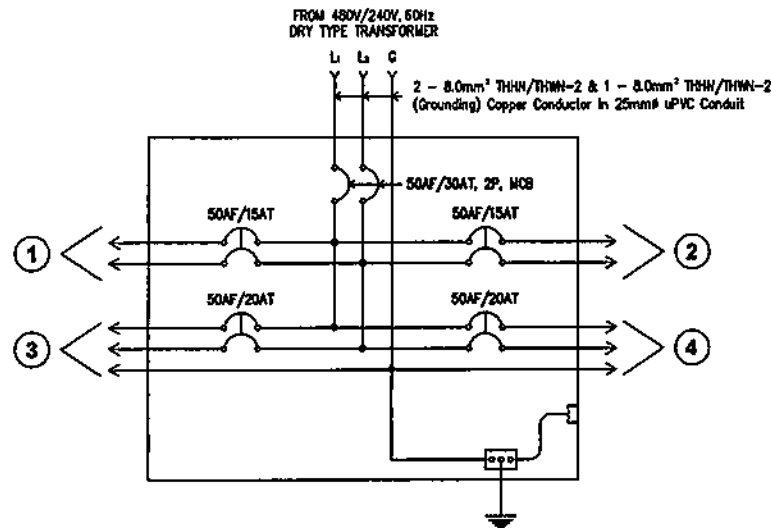 FROM 480V/240V, 60Hz
DRY TYPE TRANSFORMER
L₁ L₂ G
2 - 8.0mm² THHN/THWN-2 & 1 - 8.0mm² THHN/THWN-2
(Grounding) Copper Conductor in 25mmø uPVC Conduit
50AF/30AT, 2P, MCB
50AF/15AT 50AF/15AT
1 2
50AF/20AT 50AF/20AT
3 4